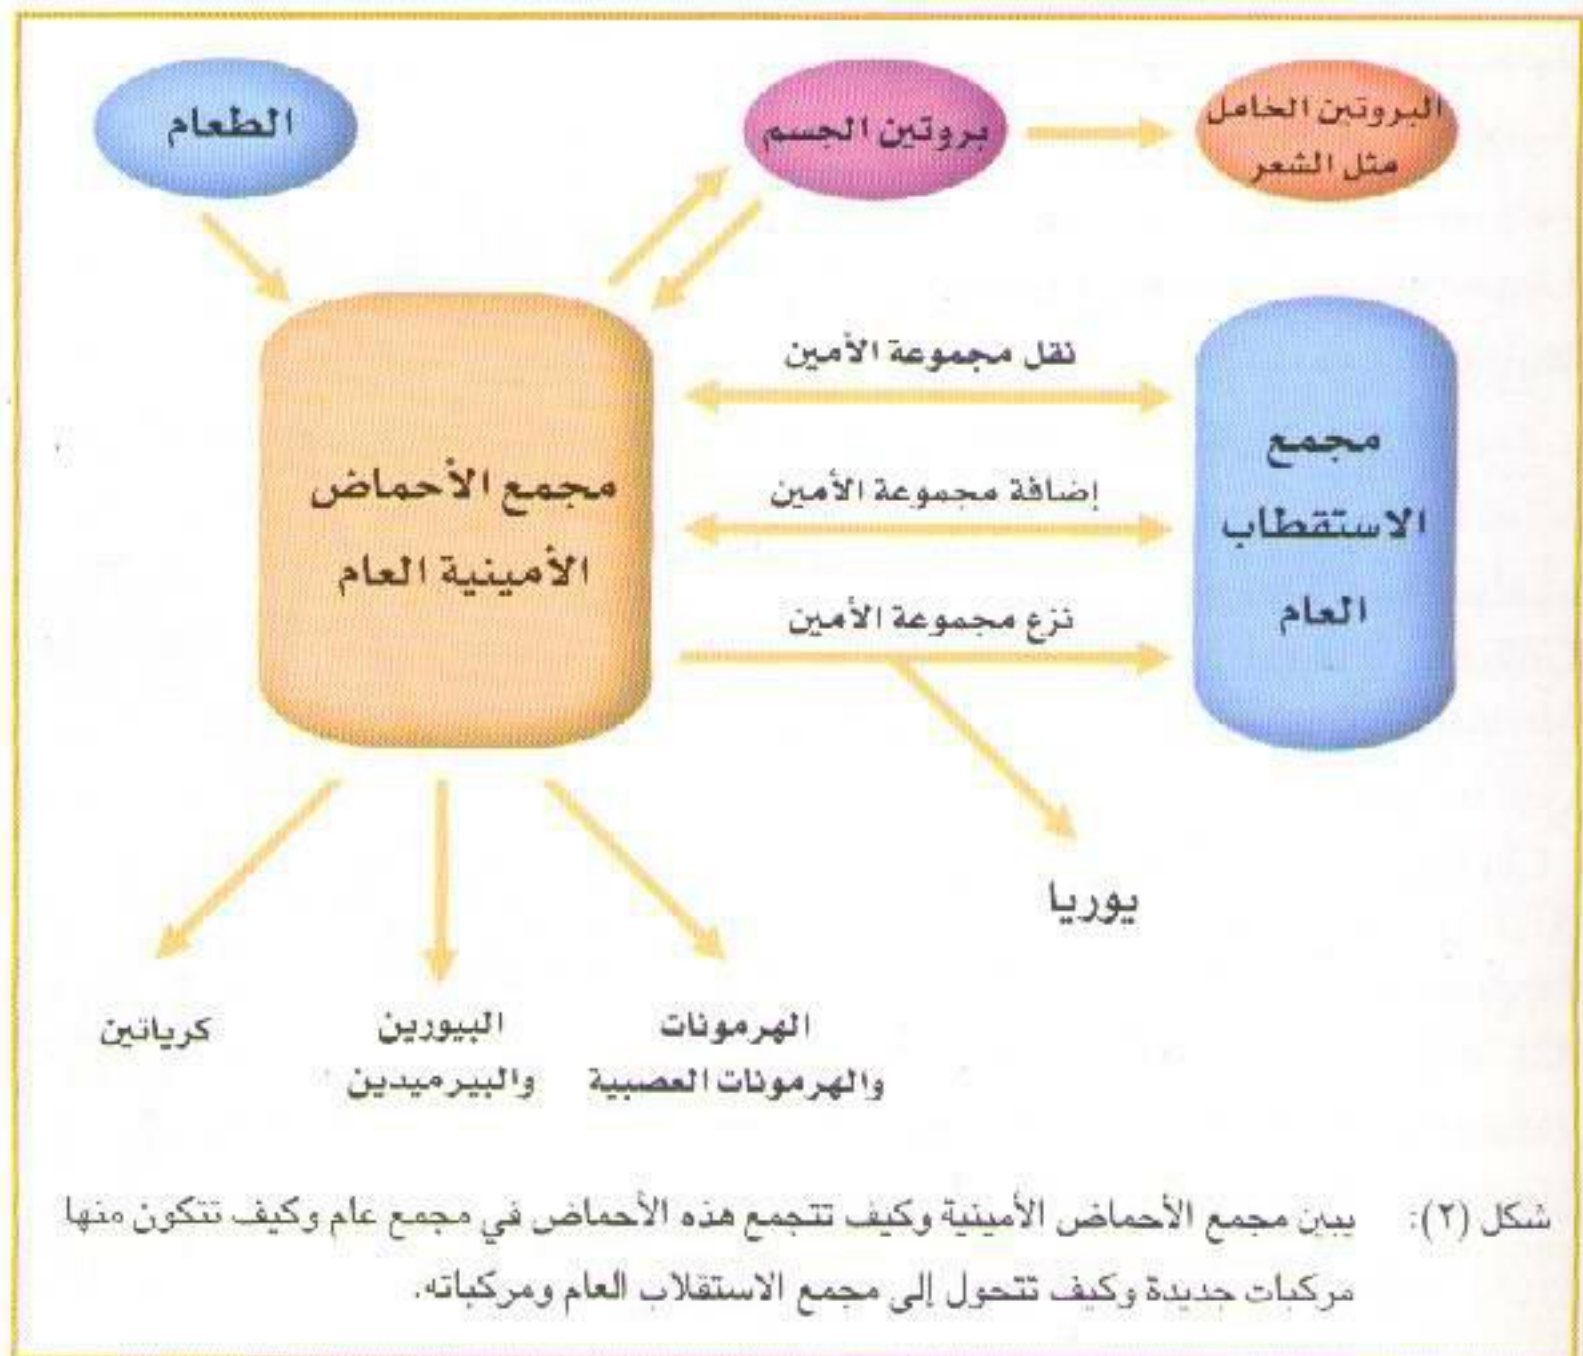 الطعام
بروتين الجسم
البروتين الخامل
مثل الشعر
نقل مجموعة الأمين
إضافة مجموعة الأمين
نزع مجموعة الأمين
مجمع الأحماض
الأمينية العام
مجمع
الاستقطاب
العام
يوريا
الهرمونات
والهرمونات العصبية
البيورين
والبيرميدين
كرياتين
شكل (٢): يبين مجمع الأحماض الأمينية وكيف تتجمع هذه الأحماض في مجمع عام وكيف تتكون منها
مركبات جديدة وكيف تتحول إلى مجمع الاستقلاب العام ومركباته.